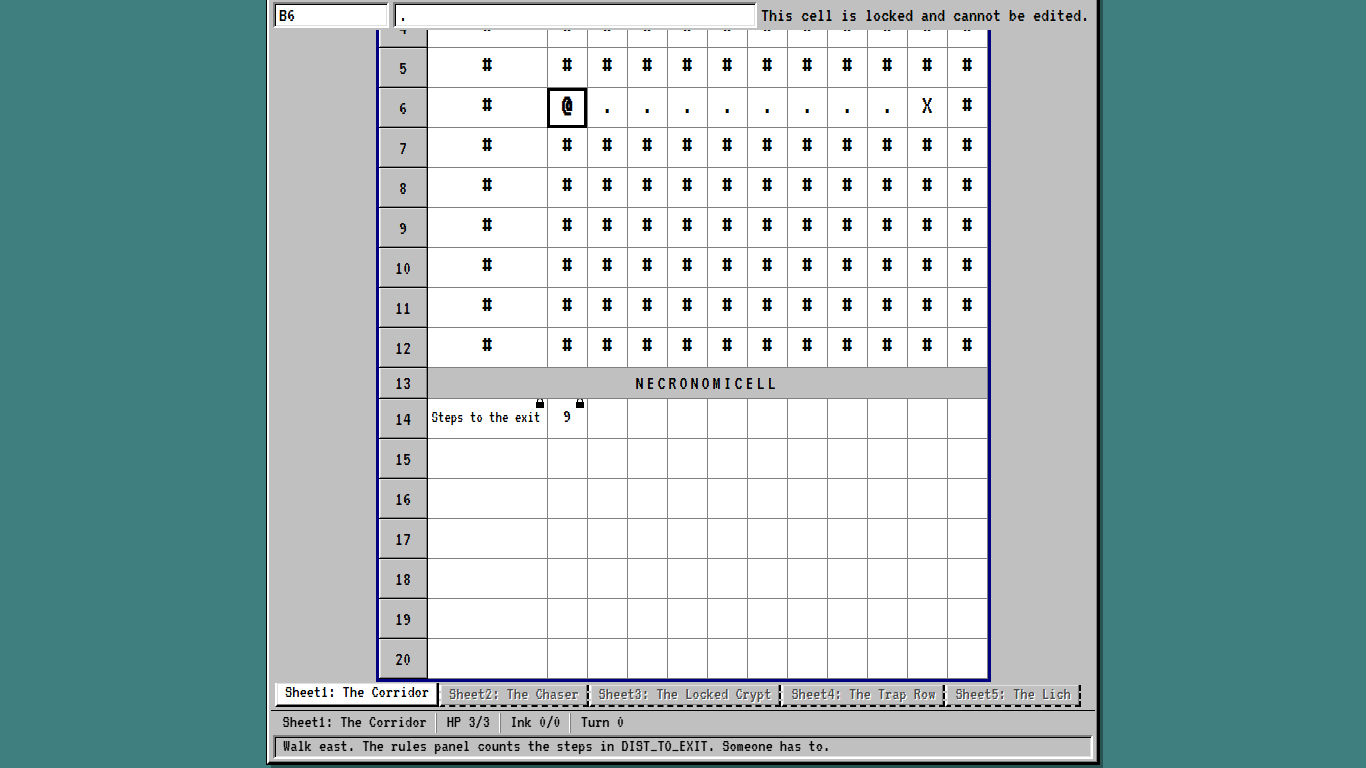 B6 . This cell is locked and cannot be edited.
5 # # # # # # # # # # # #
6 # @ . . . . . . . . X #
7 # # # # # # # # # # # #
8 # # # # # # # # # # # #
9 # # # # # # # # # # # #
10 # # # # # # # # # # # #
11 # # # # # # # # # # # #
12 # # # # # # # # # # # #
13 NECRONOMICELL
14 Steps to the exit 9
15
16
17
18
19
20
Sheet1: The Corridor Sheet2: The Chaser Sheet3: The Locked Crypt Sheet4: The Trap Row Sheet5: The Lich
Sheet1: The Corridor HP 3/3 Ink 0/0 Turn 0
Walk east. The rules panel counts the steps in DIST_TO_EXIT. Someone has to.